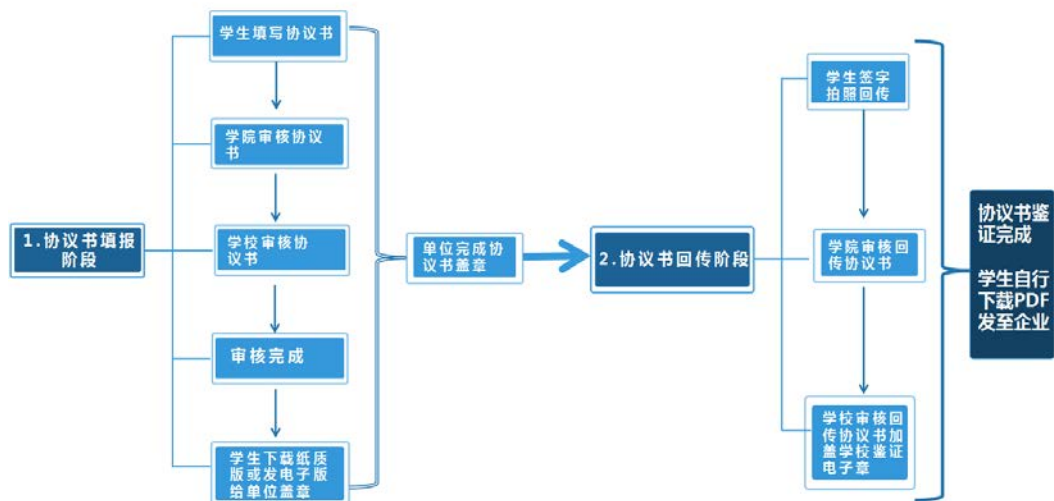 1.协议书填报
阶段
学生填写协议书
学院审核协议
书
学校审核协
议书
审核完成
学生下载纸质
版或发电子版
给单位盖章
单位完成协
议书盖章
2.协议书回传阶段
学生签字
拍照回传
学院审核回
传协议书
学校审核回
传协议书加
盖学校鉴证
电子章
协议书鉴
证完成
学生自行
下载PDF
发至企业